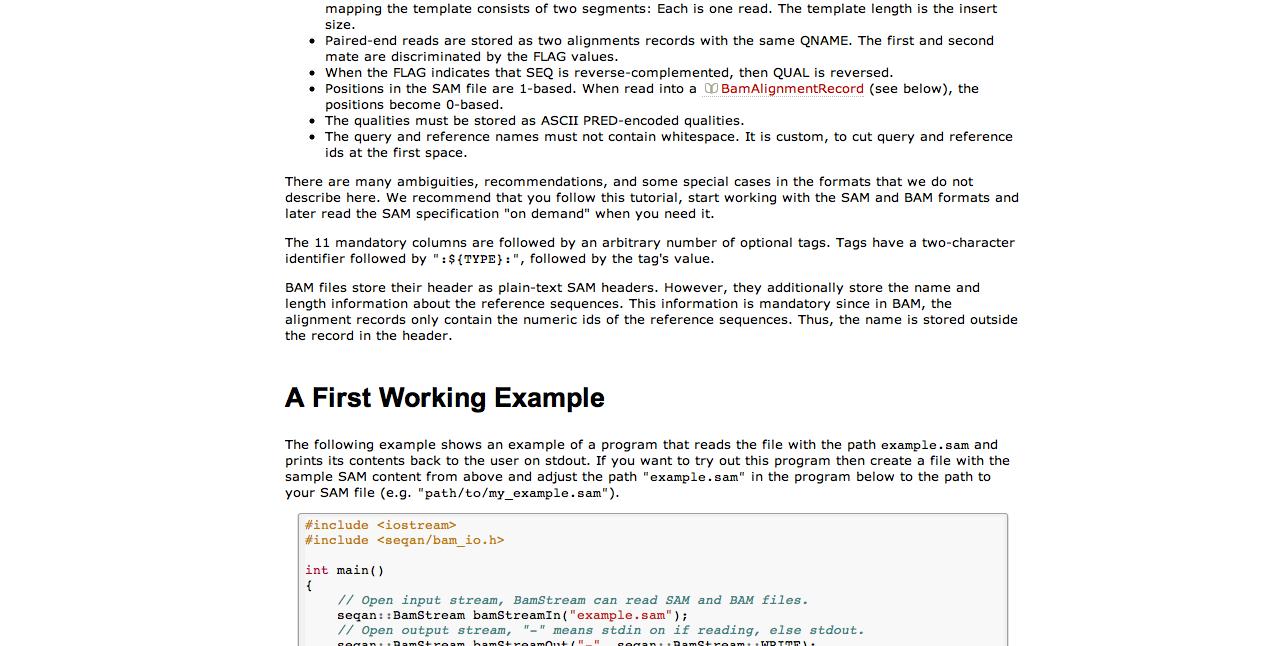 mapping the template consists of two segments: Each is one read. The template length is the insert
size.
• Paired-end reads are stored as two alignments records with the same QNAME. The first and second
mate are discriminated by the FLAG values.
• When the FLAG indicates that SEQ is reverse-complemented, then QUAL is reversed.
• Positions in the SAM file are 1-based. When read into a BamAlignmentRecord (see below), the
positions become 0-based.
• The qualities must be stored as ASCII PRED-encoded qualities.
• The query and reference names must not contain whitespace. It is custom, to cut query and reference
ids at the first space.
There are many ambiguities, recommendations, and some special cases in the formats that we do not
describe here. We recommend that you follow this tutorial, start working with the SAM and BAM formats and
later read the SAM specification "on demand" when you need it.
The 11 mandatory columns are followed by an arbitrary number of optional tags. Tags have a two-character
identifier followed by ":${TYPE}:", followed by the tag's value.
BAM files store their header as plain-text SAM headers. However, they additionally store the name and
length information about the reference sequences. This information is mandatory since in BAM, the
alignment records only contain the numeric ids of the reference sequences. Thus, the name is stored outside
the record in the header.
A First Working Example
The following example shows an example of a program that reads the file with the path example.sam and
prints its contents back to the user on stdout. If you want to try out this program then create a file with the
sample SAM content from above and adjust the path "example.sam" in the program below to the path to
your SAM file (e.g. "path/to/my_example.sam").
#include <iostream>
#include <seqan/bam_io.h>
int main()
{
// Open input stream, BamStream can read SAM and BAM files.
seqan::BamStream bamStreamIn("example.sam");
// Open output stream, "-" means stdin on if reading, else stdout.
seqan::BamStream bamStreamOut("-", seqan::BamStream::WRITE);